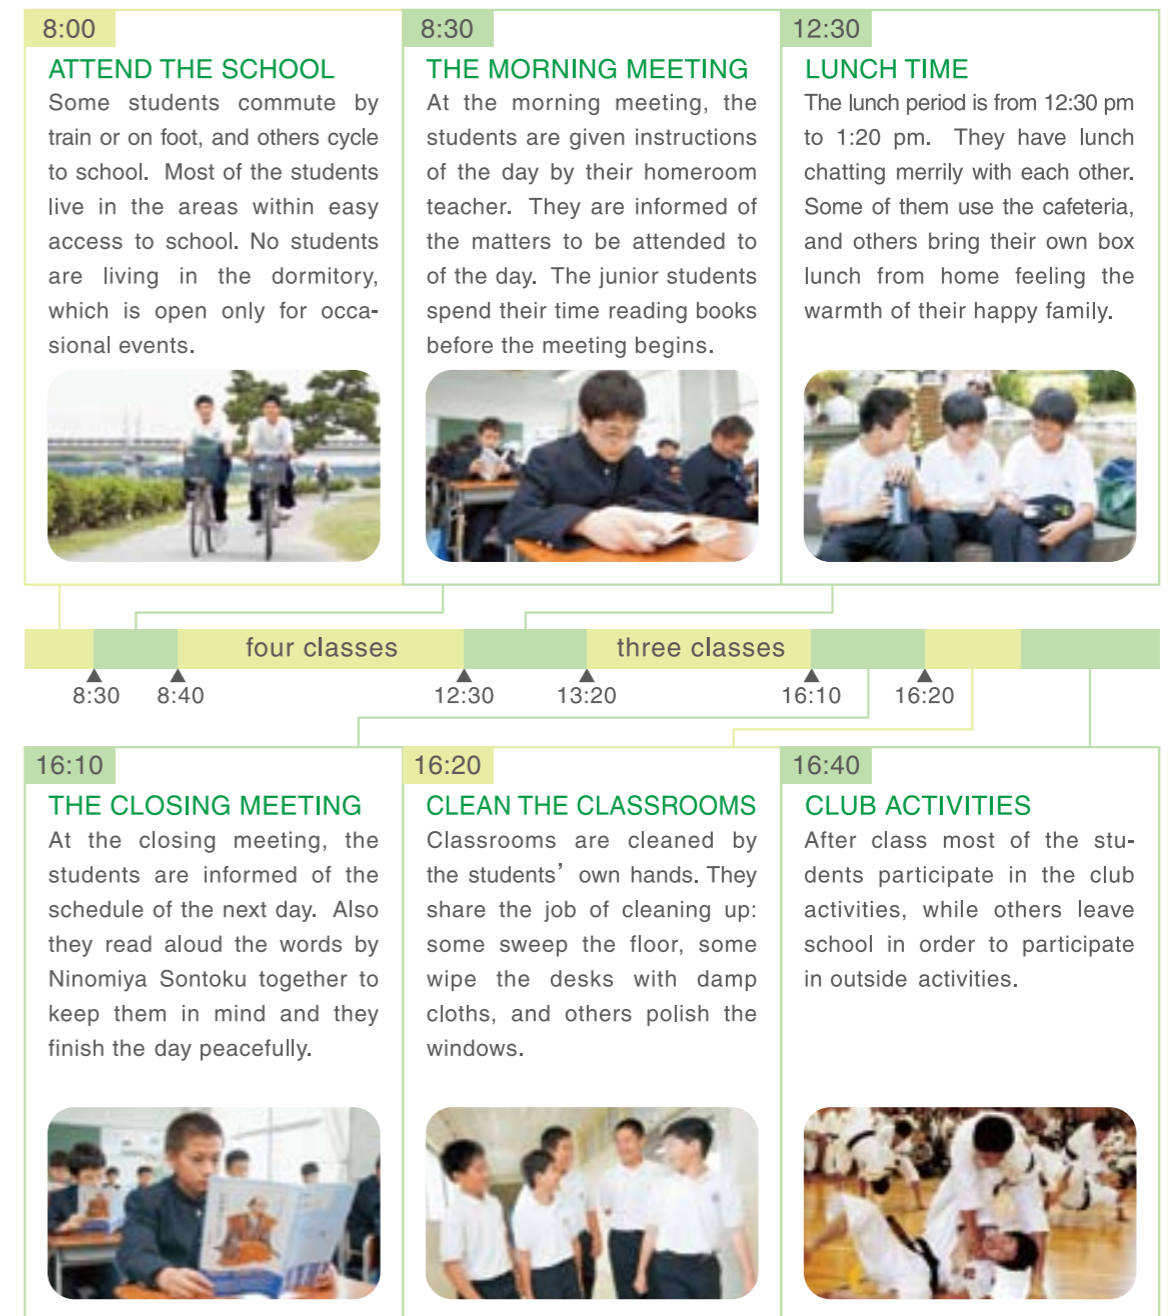 8:00
ATTEND THE SCHOOL
Some students commute by
train or on foot, and others cycle
to school. Most of the students
live in the areas within easy
access to school. No students
are living in the dormitory,
which is open only for occa-
sional events.
8:30
THE MORNING MEETING
At the morning meeting, the
students are given instructions
of the day by their homeroom
teacher. They are informed of
the matters to be attended to
of the day. The junior students
spend their time reading books
before the meeting begins.
12:30
LUNCH TIME
The lunch period is from 12:30 pm
to 1:20 pm. They have lunch
chatting merrily with each other.
Some of them use the cafeteria,
and others bring their own box
lunch from home feeling the
warmth of their happy family.
four classes
three classes
8:30
8:40
12:30
13:20
16:10
16:20
16:10
THE CLOSING MEETING
At the closing meeting, the
students are informed of the
schedule of the next day. Also
they read aloud the words by
Ninomiya Sontoku together to
keep them in mind and they
finish the day peacefully.
16:20
CLEAN THE CLASSROOMS
Classrooms are cleaned by
the students’ own hands. They
share the job of cleaning up:
some sweep the floor, some
wipe the desks with damp
cloths, and others polish the
windows.
16:40
CLUB ACTIVITIES
After class most of the stu-
dents participate in the club
activities, while others leave
school in order to participate
in outside activities.